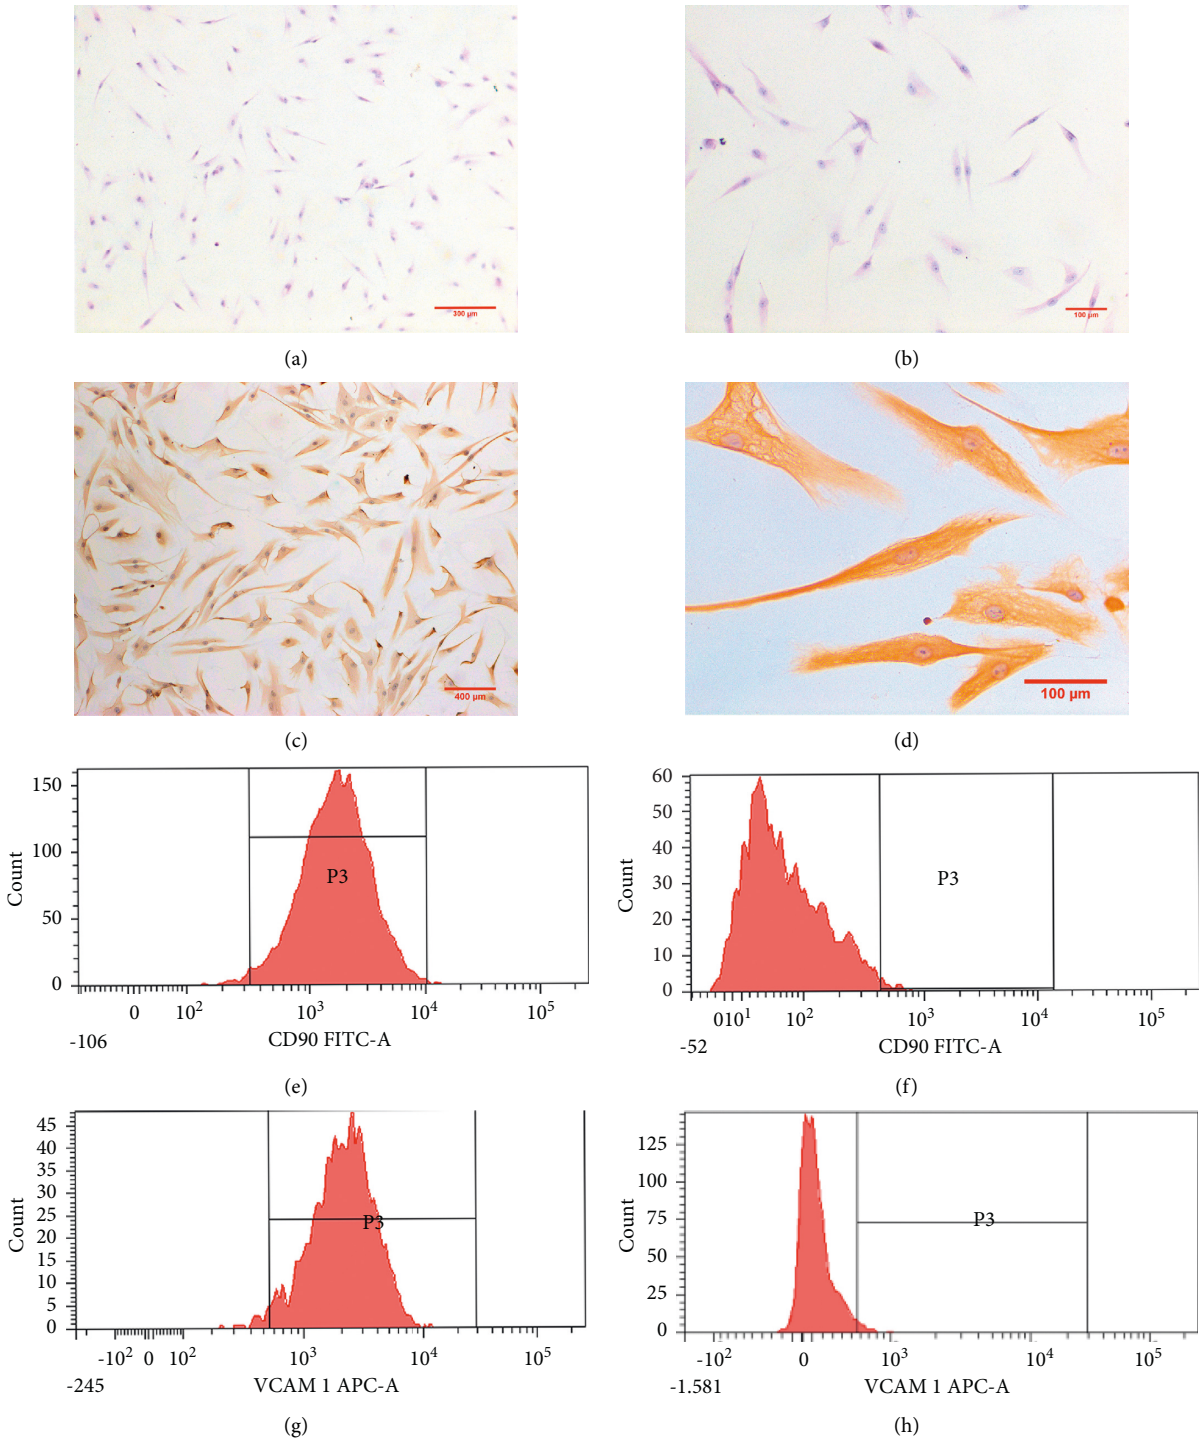 300 µm
100 µm
(a)
(b)
400 µm
100 µm
(c)
(d)
150
100
50
0
Count
P3
0 10² 10³ 10⁴ 10⁵
-106
CD90 FITC-A
(e)
60
50
40
30
20
10
0
Count
P3
010¹ 10² 10³ 10⁴ 10⁵
-52
CD90 FITC-A
(f)
45
40
35
30
25
20
15
10
5
0
Count
P3
-10² 0 10² 10³ 10⁴ 10⁵
-245
VCAM 1 APC-A
(g)
125
100
75
50
25
0
Count
P3
-10² 0 10³ 10⁴ 10⁵
-1.581
VCAM 1 APC-A
(h)